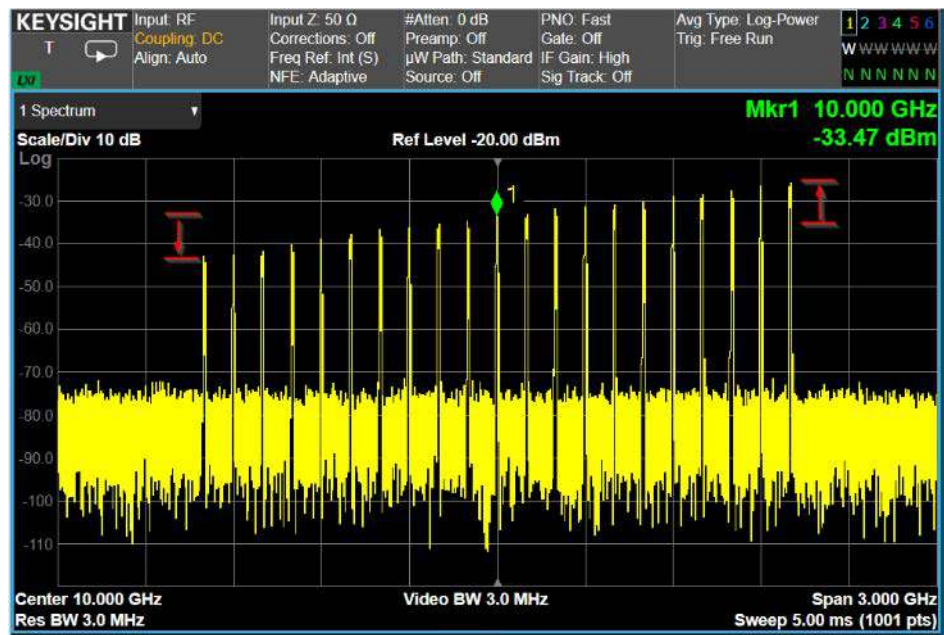 KEYSIGHT
T
LXI
Input: RF
Coupling: DC
Align: Auto
Input Z: 50 Ω
Corrections: Off
Freq Ref: Int (S)
NFE: Adaptive
#Atten: 0 dB
Preamp: Off
µW Path: Standard
Source: Off
PNO: Fast
Gate: Off
IF Gain: High
Sig Track: Off
Avg Type: Log-Power
Trig: Free Run
1 2 3 4 5 6
W W W W W W
N N N N N N
1 Spectrum
Mkr1 10.000 GHz
Scale/Div 10 dB
Ref Level -20.00 dBm
-33.47 dBm
Log
1
-30.0
-40.0
-50.0
-60.0
-70.0
-80.0
-90.0
-100
-110
Center 10.000 GHz
Video BW 3.0 MHz
Span 3.000 GHz
Res BW 3.0 MHz
Sweep 5.00 ms (1001 pts)